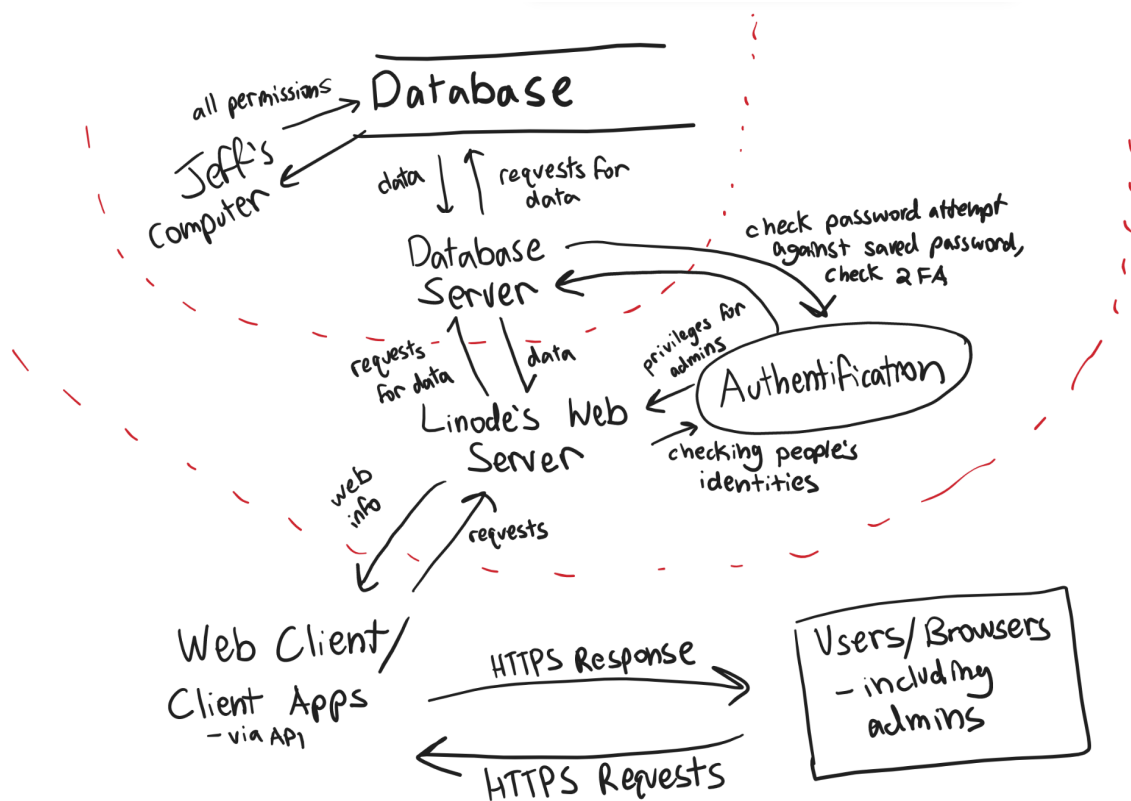 Database
all permissions
Jeff's
Computer
data
requests for
data
check password attempt
against saved password,
check 2FA
Database
Server
requests
for data
data
privileges for
admins
Authentification
Linode's Web
Server
checking people's
identities
web
info
requests
Web Client/
Client Apps
- via API
HTTPS Response
HTTPS Requests
Users/Browsers
- including
admins